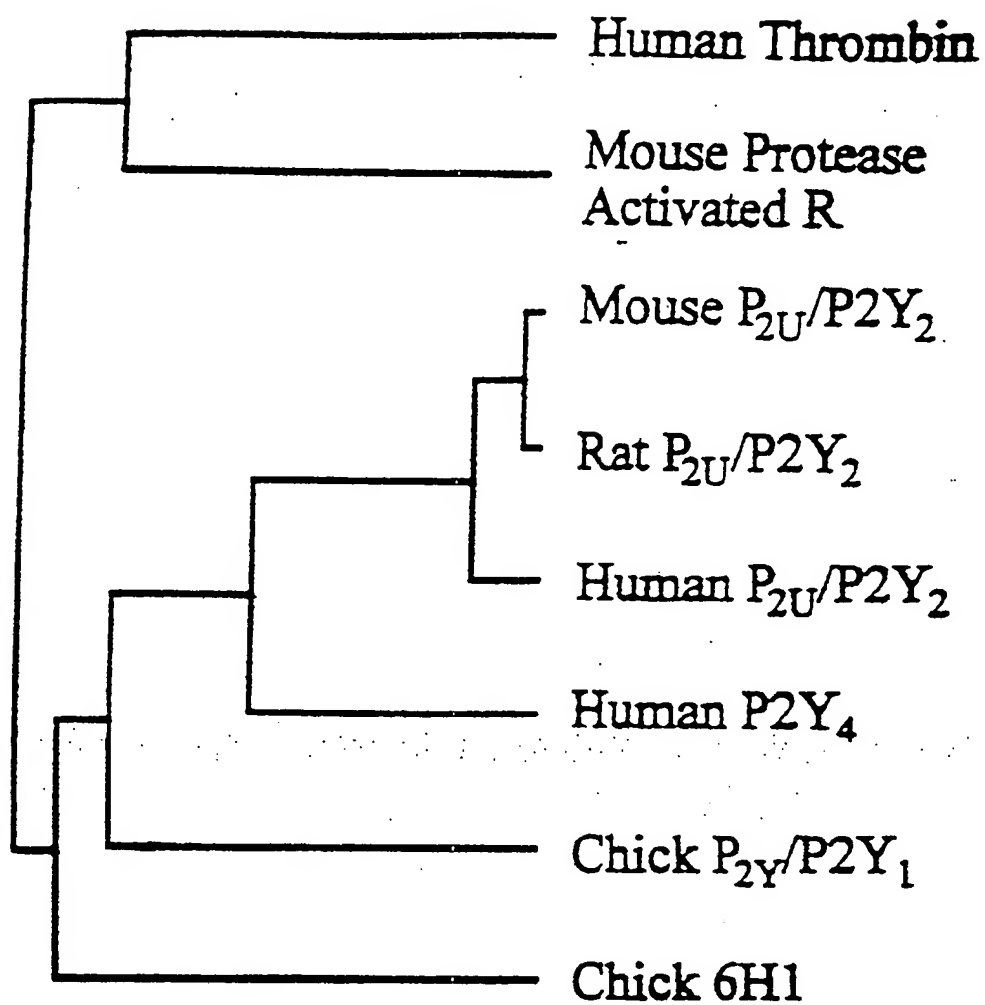 Human Thrombin
Mouse Protease
Activated R
Mouse P₂U/P2Y₂
Rat P₂U/P2Y₂
Human P₂U/P2Y₂
Human P2Y₄
Chick P₂Y/P2Y₁
Chick 6H1